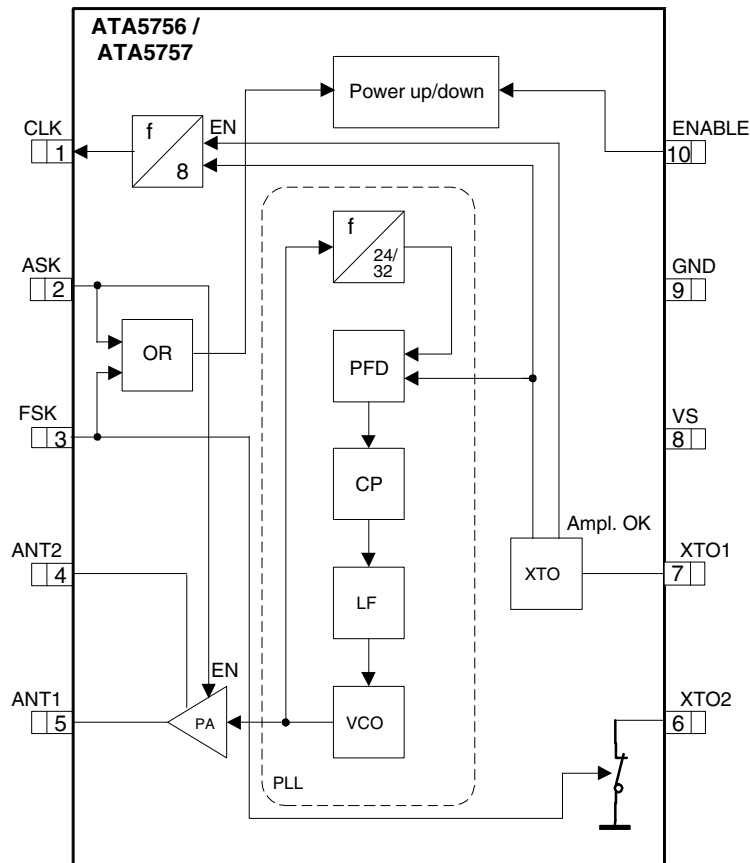 ATA5756 /
ATA5757
Power up/down
CLK
1
f
8
EN
ENABLE
10
f
24/
32
ASK
2
GND
9
OR
PFD
FSK
3
VS
8
CP
Ampl. OK
ANT2
4
XTO
XTO1
7
LF
EN
ANT1
5
PA
VCO
XTO2
6
PLL